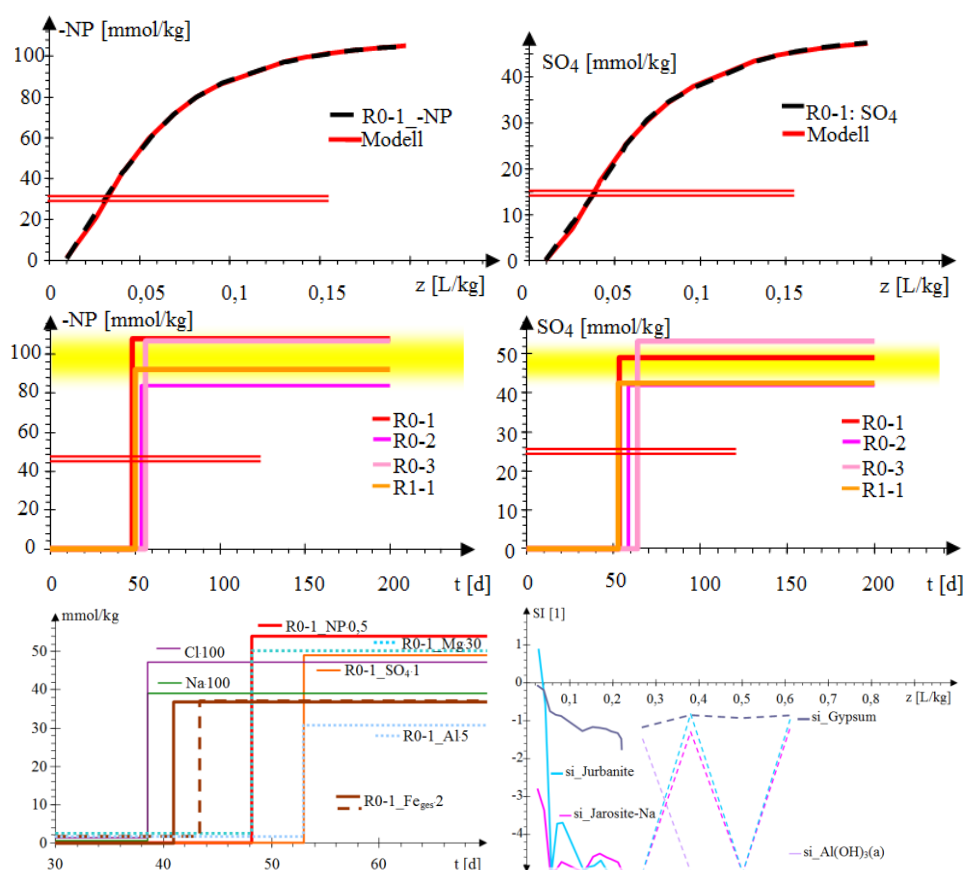 -NP [mmol/kg]
100
80
60
40
20
0
R0-1_-NP
Modell
0 0,05 0,1 0,15
z [L/kg]
SO4 [mmol/kg]
40
30
20
10
0
R0-1: SO4
Modell
0 0,05 0,1 0,15
z [L/kg]
-NP [mmol/kg]
100
80
60
40
20
0
R0-1
R0-2
R0-3
R1-1
0 50 100 150 200 t [d]
SO4 [mmol/kg]
50
40
30
20
10
0
R0-1
R0-2
R0-3
R1-1
0 50 100 150 200 t [d]
mmol/kg
50
40
30
20
10
0
R0-1_NP·0,5
R0-1_Mg30
Cl·100
R0-1_SO4·1
Na·100
R0-1_Al5
R0-1_Feges2
30 40 50 60 t [d]
SI [1]
1
0
-1
-2
-3
-4
0,1 0,2 0,3 0,4 0,5 0,6 0,7 0,8 z [L/kg]
si_Gypsum
si_Jurbanite
si_Jarosite-Na
si_Al(OH)3(a)